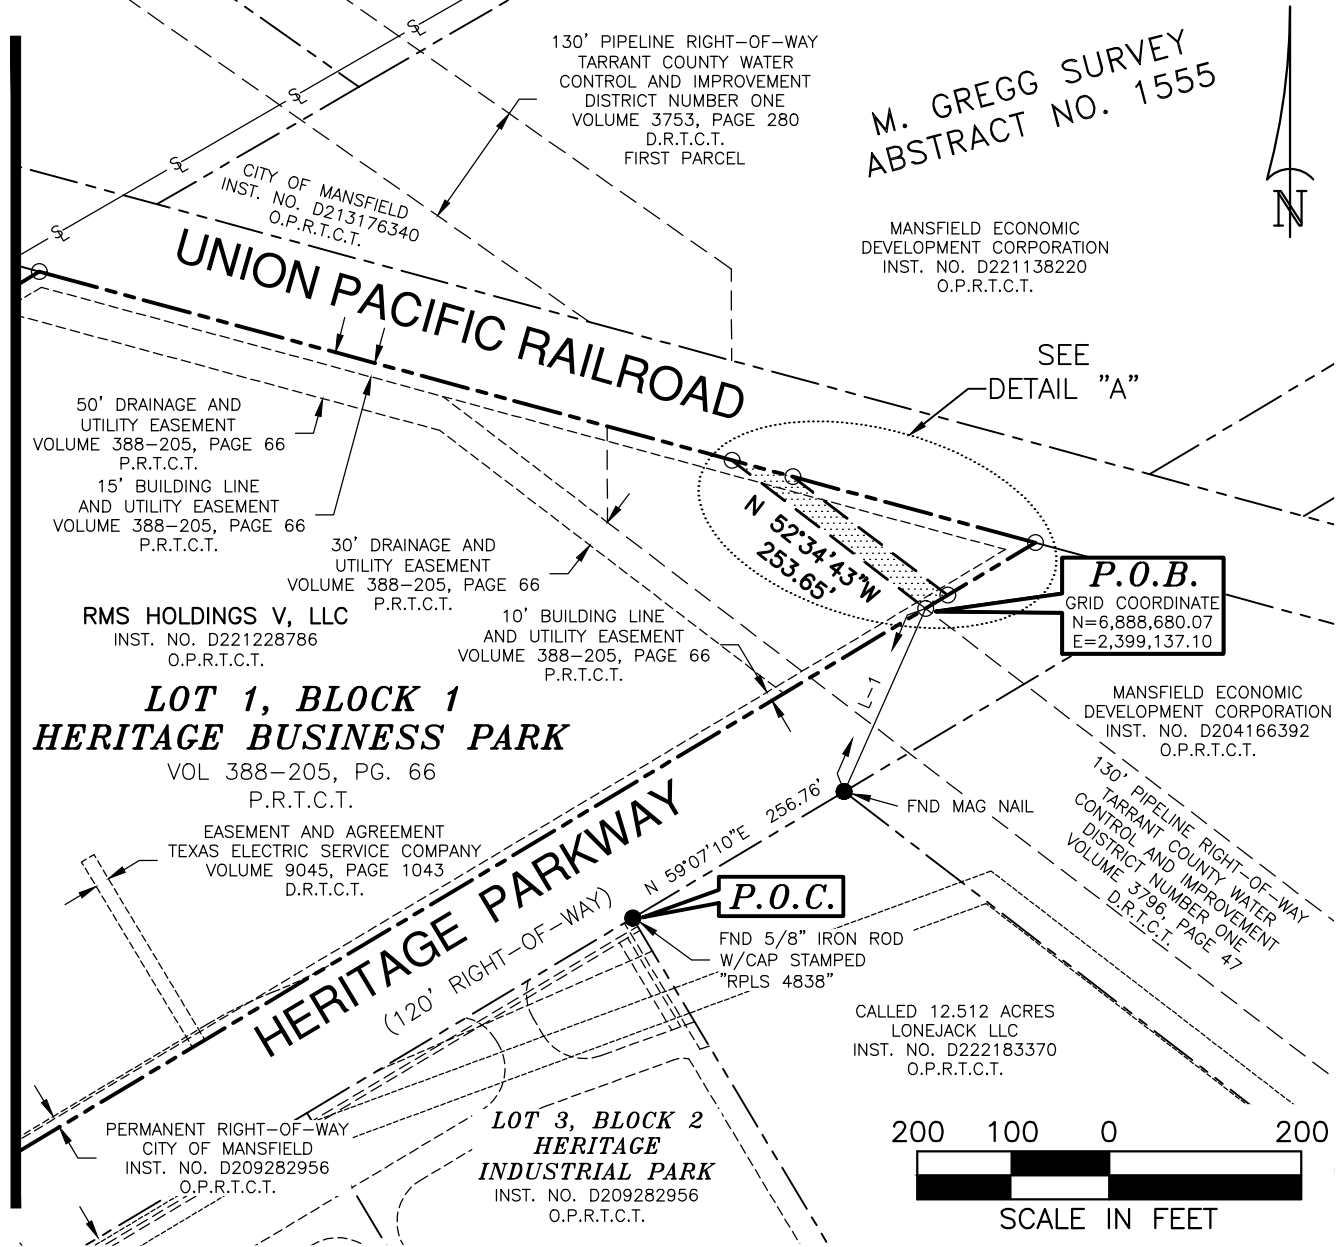 130' PIPELINE RIGHT-OF-WAY
TARRANT COUNTY WATER
CONTROL AND IMPROVEMENT
DISTRICT NUMBER ONE
VOLUME 3753, PAGE 280
D.R.T.C.T.
FIRST PARCEL
M. GREGG SURVEY
ABSTRACT NO. 1555
N
CITY OF MANSFIELD
INST. NO. D213176340
O.P.R.T.C.T.
MANSFIELD ECONOMIC
DEVELOPMENT CORPORATION
INST. NO. D221138220
O.P.R.T.C.T.
UNION PACIFIC RAILROAD
SEE
DETAIL "A"
50' DRAINAGE AND
UTILITY EASEMENT
VOLUME 388-205, PAGE 66
P.R.T.C.T.
15' BUILDING LINE
AND UTILITY EASEMENT
VOLUME 388-205, PAGE 66
P.R.T.C.T.
30' DRAINAGE AND
UTILITY EASEMENT
VOLUME 388-205, PAGE 66
P.R.T.C.T.
N 52°34'43"W
253.65'
P.O.B.
GRID COORDINATE
N=6,888,680.07
E=2,399,137.10
RMS HOLDINGS V, LLC
INST. NO. D221228786
O.P.R.T.C.T.
10' BUILDING LINE
AND UTILITY EASEMENT
VOLUME 388-205, PAGE 66
P.R.T.C.T.
LOT 1, BLOCK 1
HERITAGE BUSINESS PARK
VOL 388-205, PG. 66
P.R.T.C.T.
L-1
MANSFIELD ECONOMIC
DEVELOPMENT CORPORATION
INST. NO. D204166392
O.P.R.T.C.T.
EASEMENT AND AGREEMENT
TEXAS ELECTRIC SERVICE COMPANY
VOLUME 9045, PAGE 1043
D.R.T.C.T.
HERITAGE PARKWAY
(120' RIGHT-OF-WAY)
N 59°07'10"E 256.76'
FND MAG NAIL
130' PIPELINE RIGHT-OF-WAY
TARRANT COUNTY WATER
CONTROL AND IMPROVEMENT
DISTRICT NUMBER ONE
VOLUME 3796, PAGE 47
D.R.T.C.T.
P.O.C.
FND 5/8" IRON ROD
W/CAP STAMPED
"RPLS 4838"
CALLED 12.512 ACRES
LONEJACK LLC
INST. NO. D222183370
O.P.R.T.C.T.
PERMANENT RIGHT-OF-WAY
CITY OF MANSFIELD
INST. NO. D209282956
O.P.R.T.C.T.
LOT 3, BLOCK 2
HERITAGE
INDUSTRIAL PARK
INST. NO. D209282956
O.P.R.T.C.T.
200 100 0 200
SCALE IN FEET